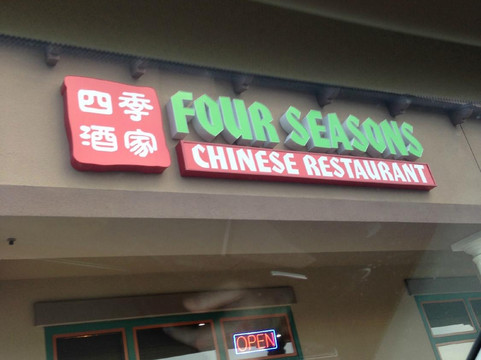 四季
酒家
FOUR SEASONS
CHINESE RESTAURANT
OPEN